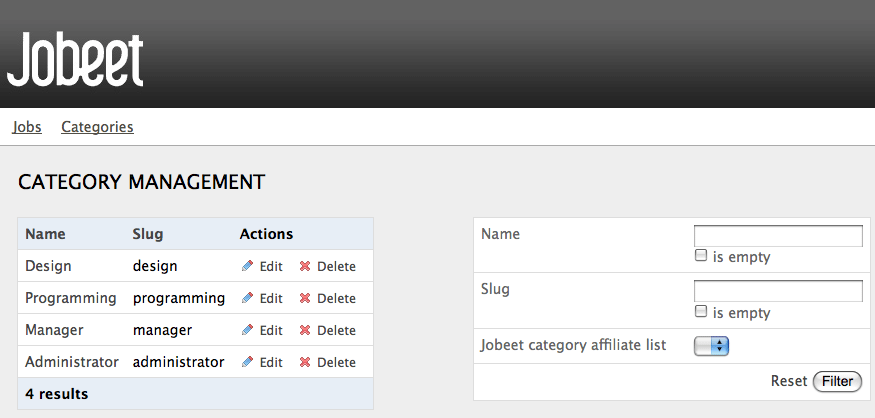 Jobeet
Jobs Categories
CATEGORY MANAGEMENT
Name Slug Actions
Design design Edit Delete
Programming programming Edit Delete
Manager manager Edit Delete
Administrator administrator Edit Delete
4 results
Name
is empty
Slug
is empty
Jobeet category affiliate list
Reset Filter